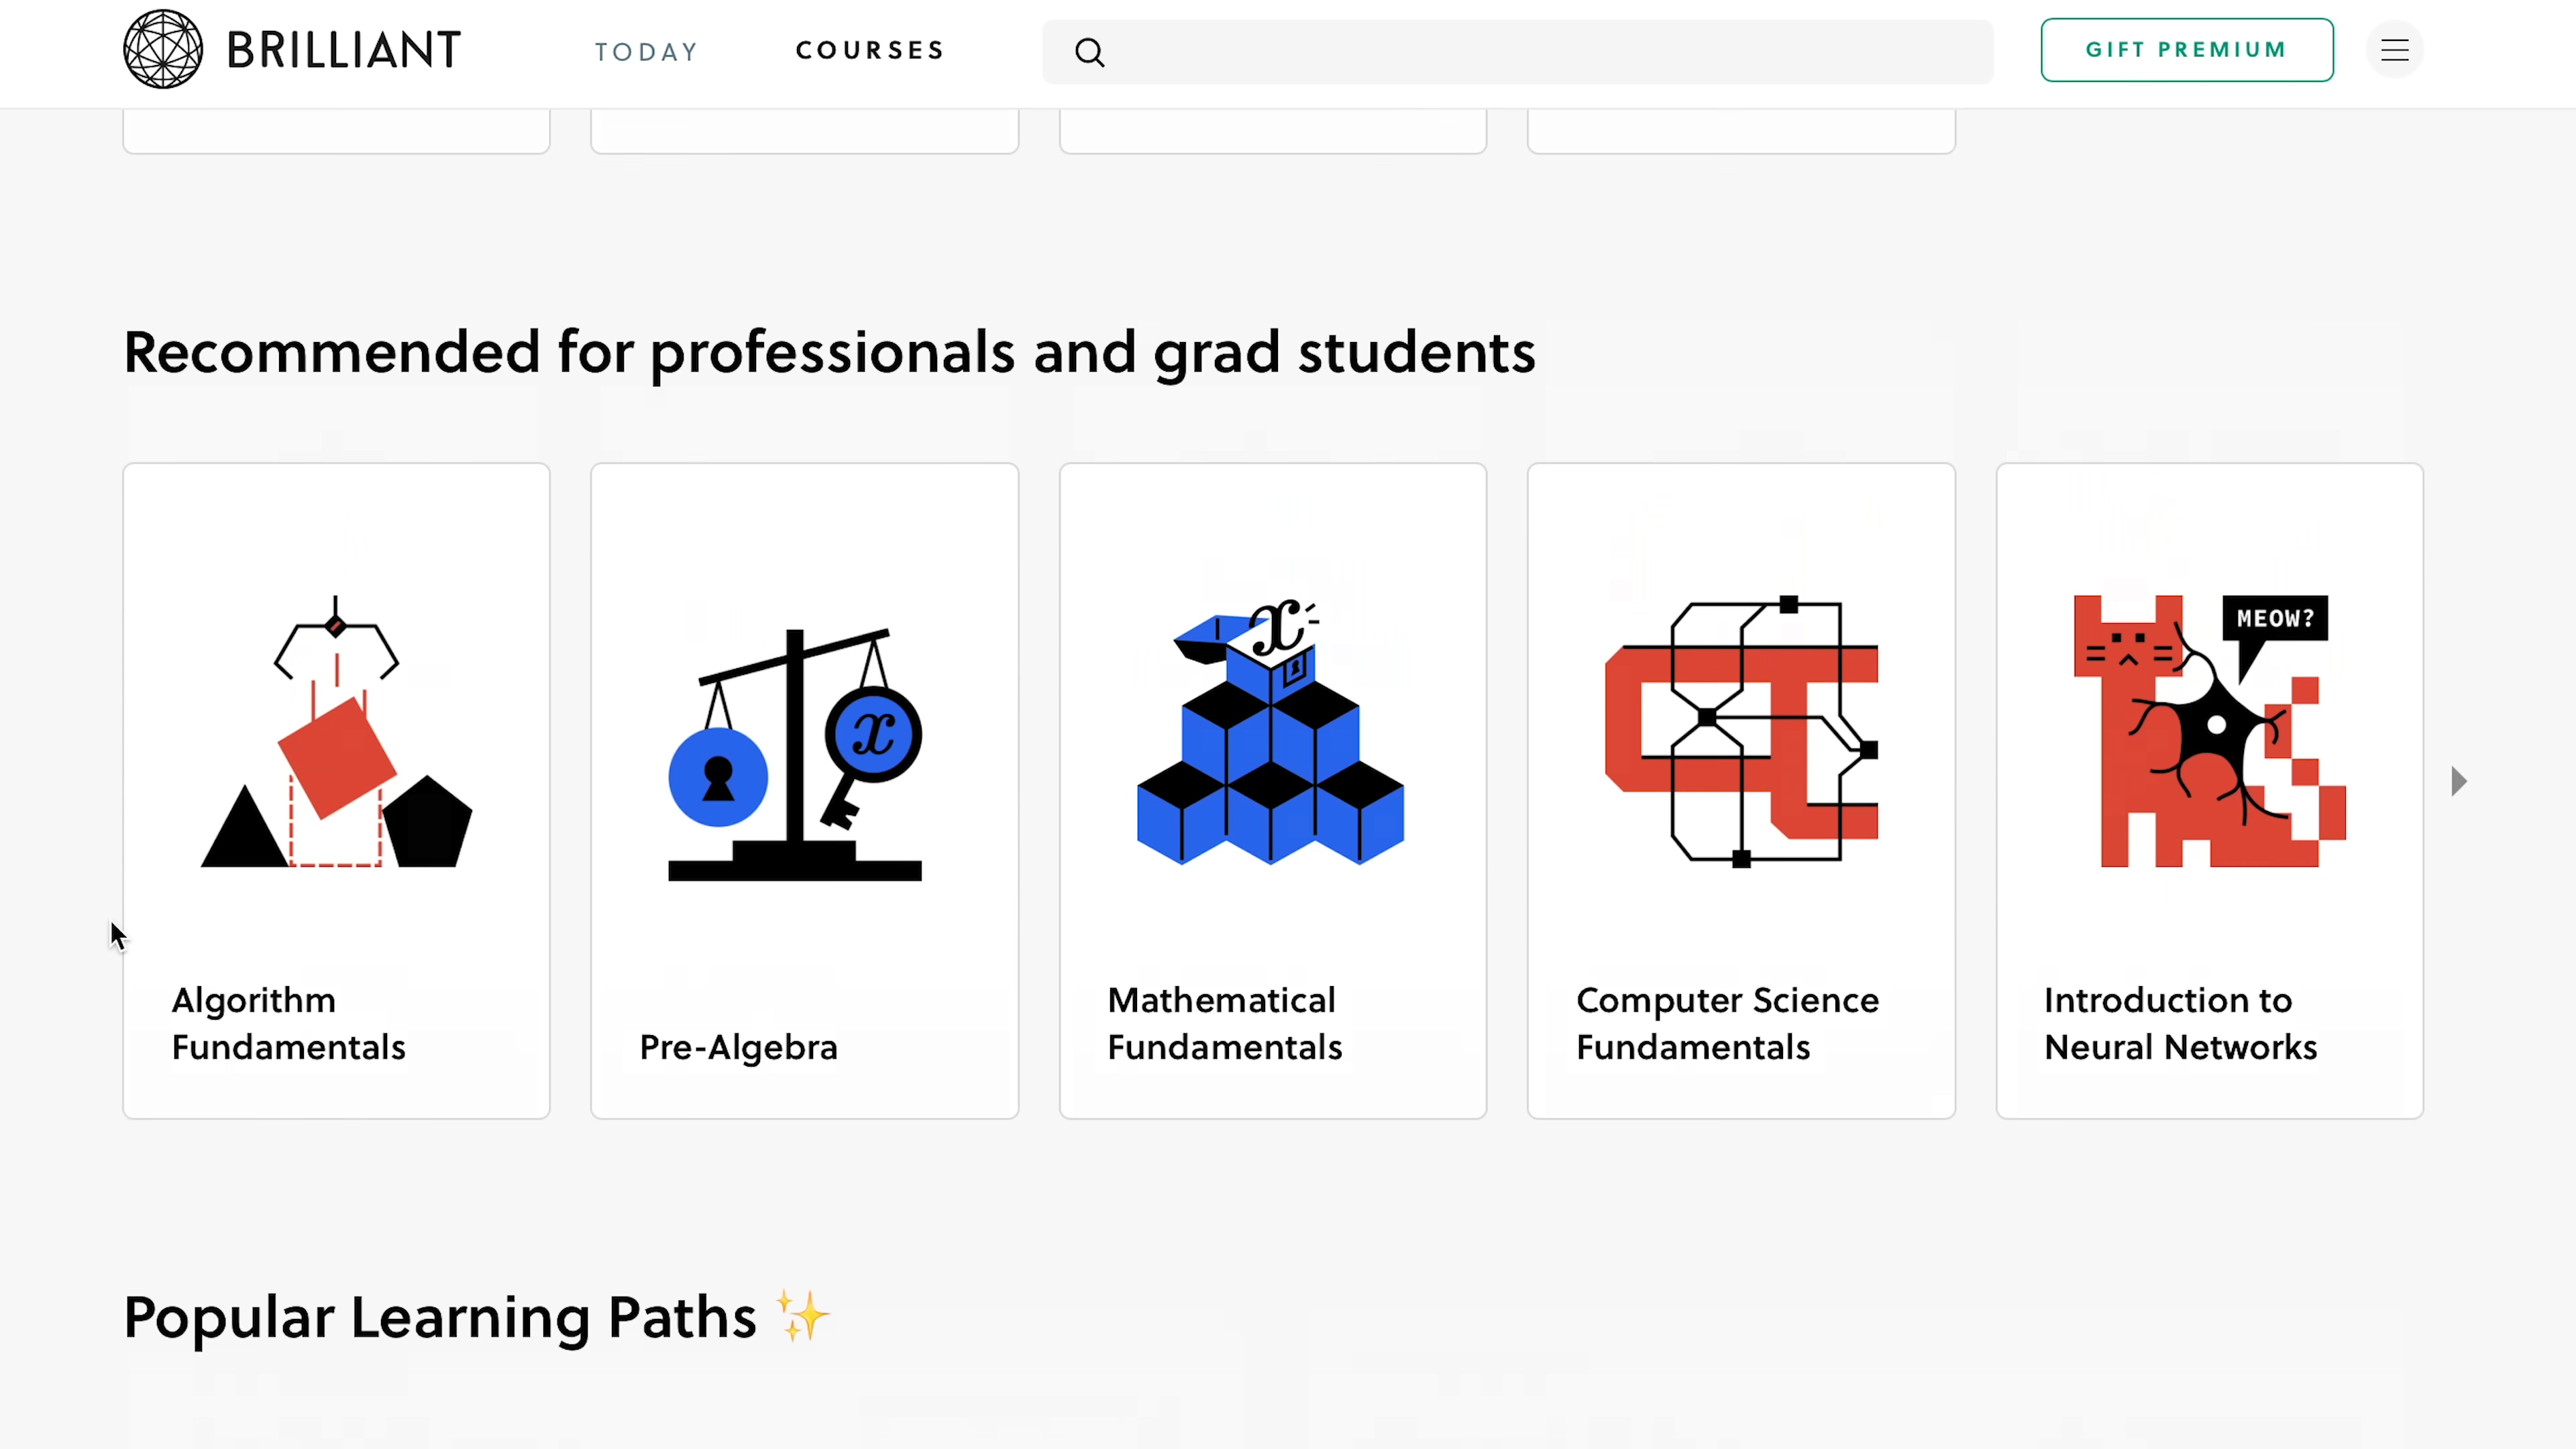 BRILLIANT
TODAY
COURSES
GIFT PREMIUM
Recommended for professionals and grad students
x
x
MEOW?
Algorithm
Fundamentals
Pre-Algebra
Mathematical
Fundamentals
Computer Science
Fundamentals
Introduction to
Neural Networks
Popular Learning Paths ✨